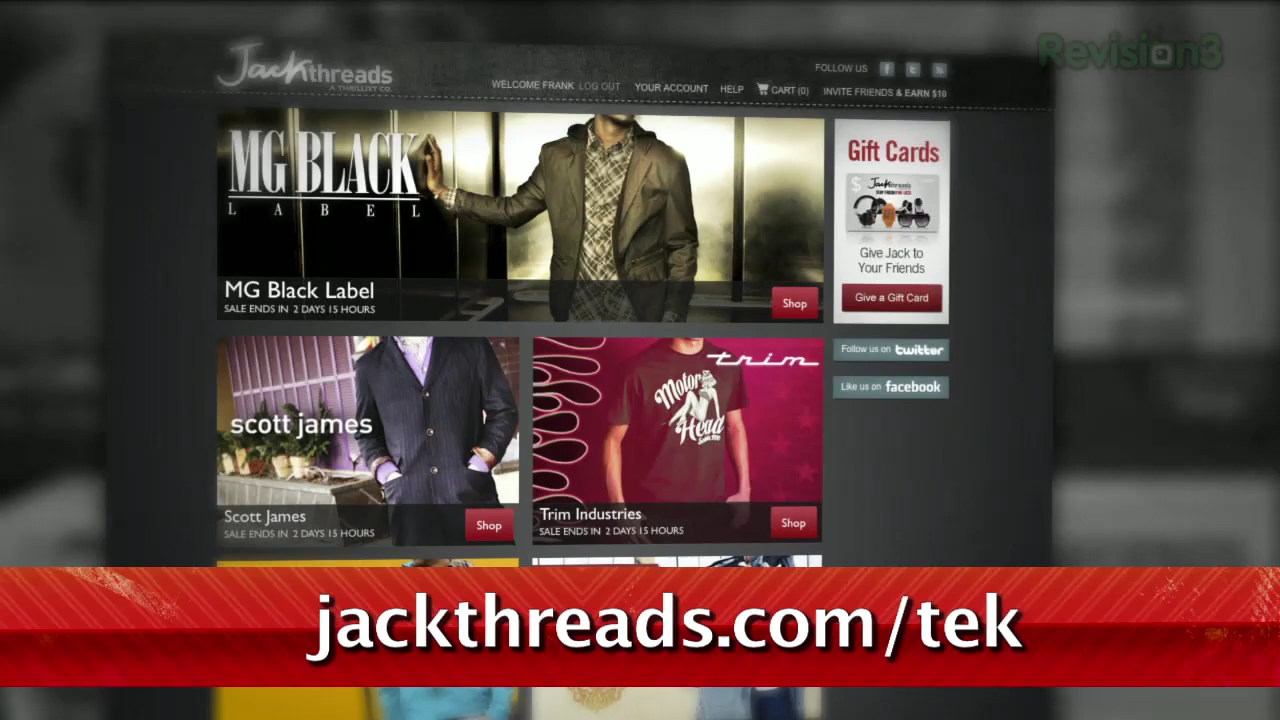 Revision3
Jackthreads
A THRILLIST CO.
FOLLOW US
WELCOME FRANK LOG OUT YOUR ACCOUNT HELP CART (0) INVITE FRIENDS & EARN $10
MG BLACK
LABEL
MG Black Label
SALE ENDS IN 2 DAYS 15 HOURS
Shop
Gift Cards
$ Jackthreads
Give Jack to
Your Friends
Give a Gift Card
Follow us on twitter
Like us on facebook
scott james
Scott James
SALE ENDS IN 2 DAYS 15 HOURS
Shop
trim
Motor
Head
Trim Industries
SALE ENDS IN 2 DAYS 15 HOURS
Shop
jackthreads.com/tek